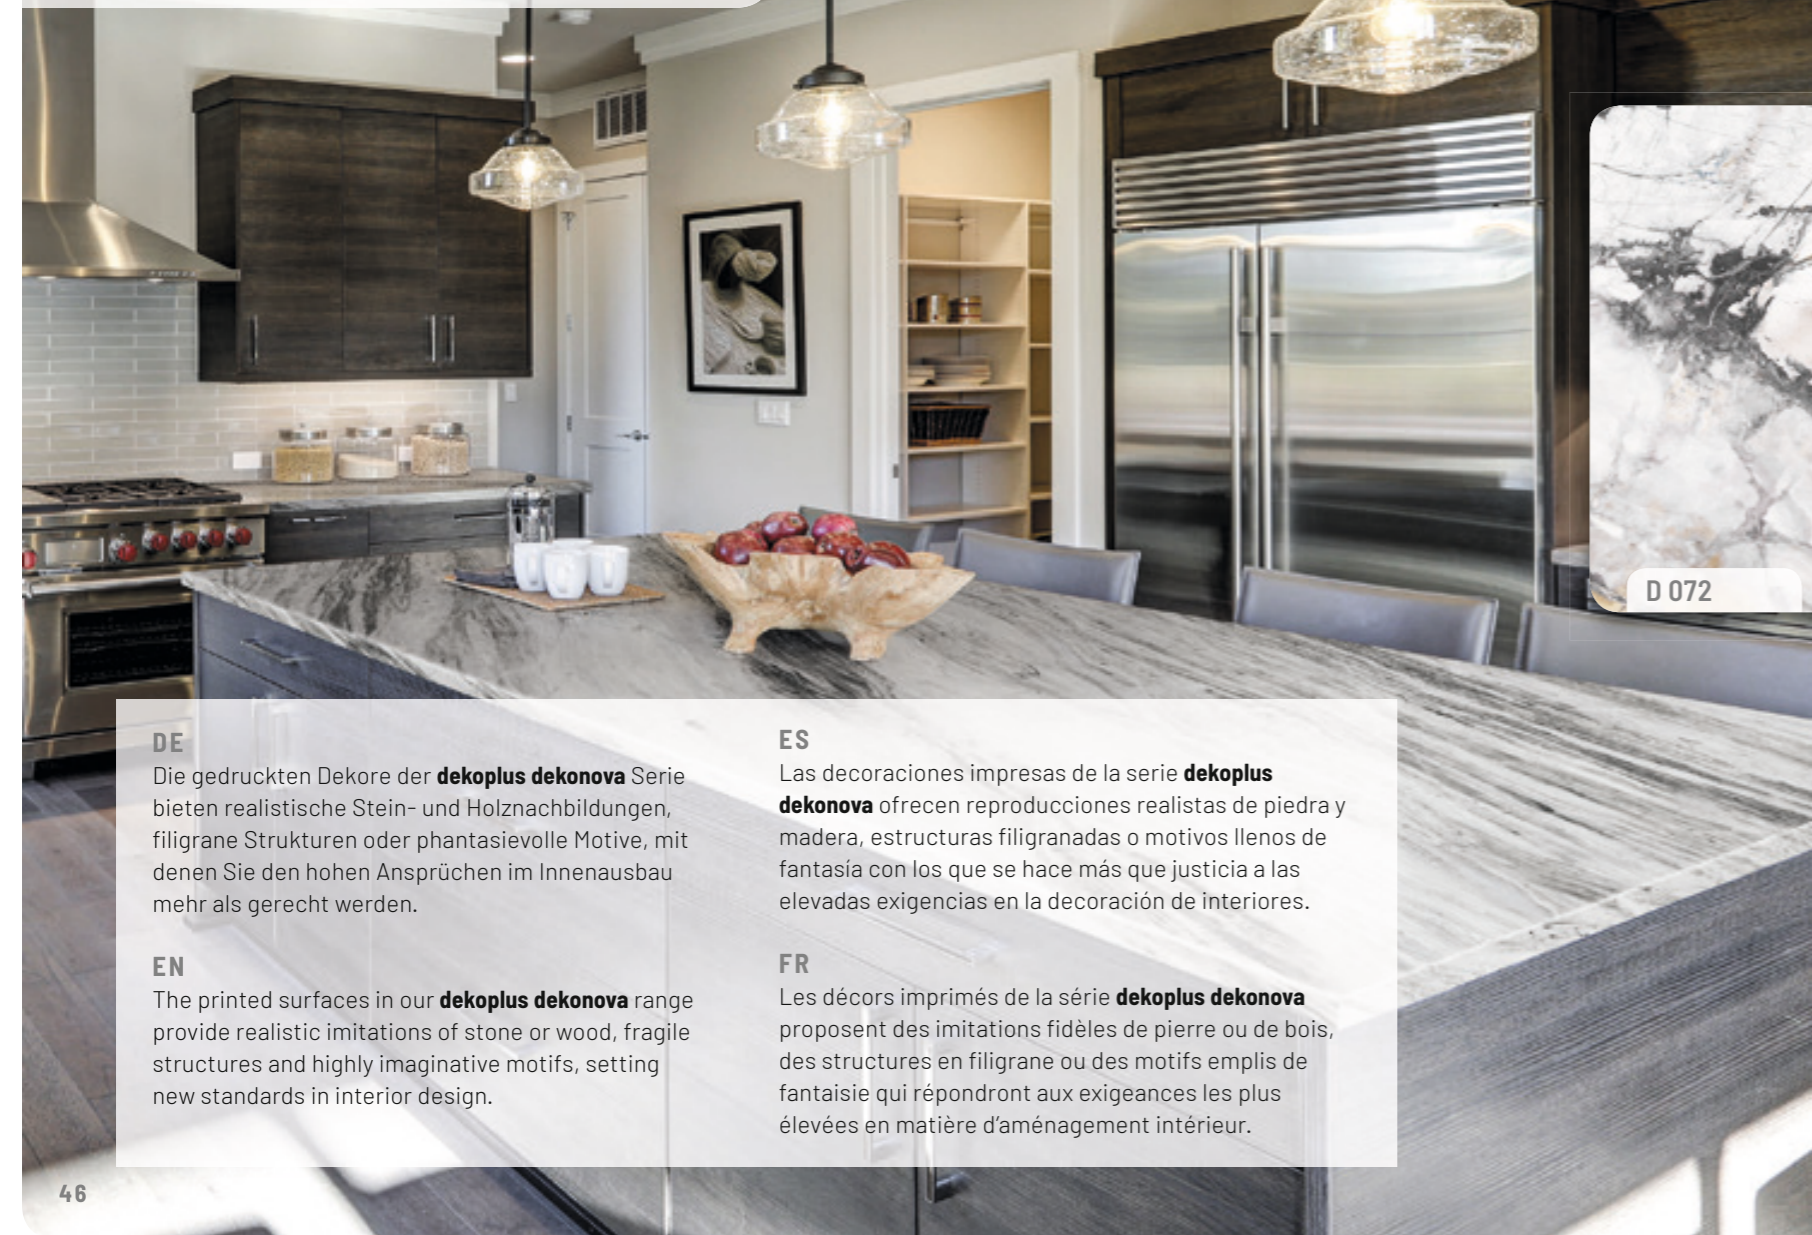 D 072
DE
Die gedruckten Dekore der dekoplus dekonova Serie
bieten realistische Stein- und Holznachbildungen,
filigrane Strukturen oder phantasievolle Motive, mit
denen Sie den hohen Ansprüchen im Innenausbau
mehr als gerecht werden.
EN
The printed surfaces in our dekoplus dekonova range
provide realistic imitations of stone or wood, fragile
structures and highly imaginative motifs, setting
new standards in interior design.
ES
Las decoraciones impresas de la serie dekoplus
dekonova ofrecen reproducciones realistas de piedra y
madera, estructuras filigranadas o motivos llenos de
fantasía con los que se hace más que justicia a las
elevadas exigencias en la decoración de interiores.
FR
Les décors imprimés de la série dekoplus dekonova
proposent des imitations fidèles de pierre ou de bois,
des structures en filigrane ou des motifs emplis de
fantaisie qui répondront aux exigeances les plus
élevées en matière d’aménagement intérieur.
46